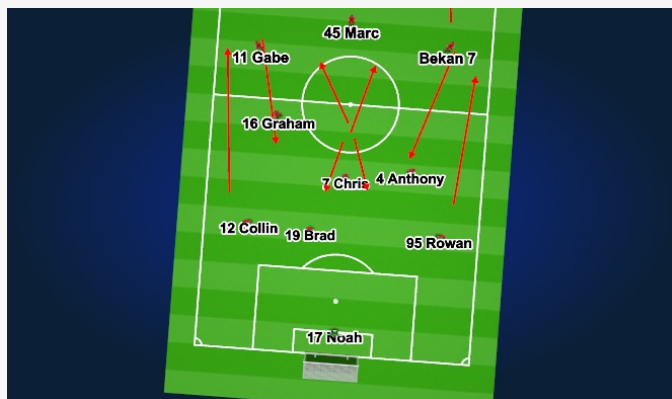 45 Marc
11 Gabe
Bekan 7
16 Graham
7 Chris
4 Anthony
12 Collin
19 Brad
95 Rowan
17 Noah